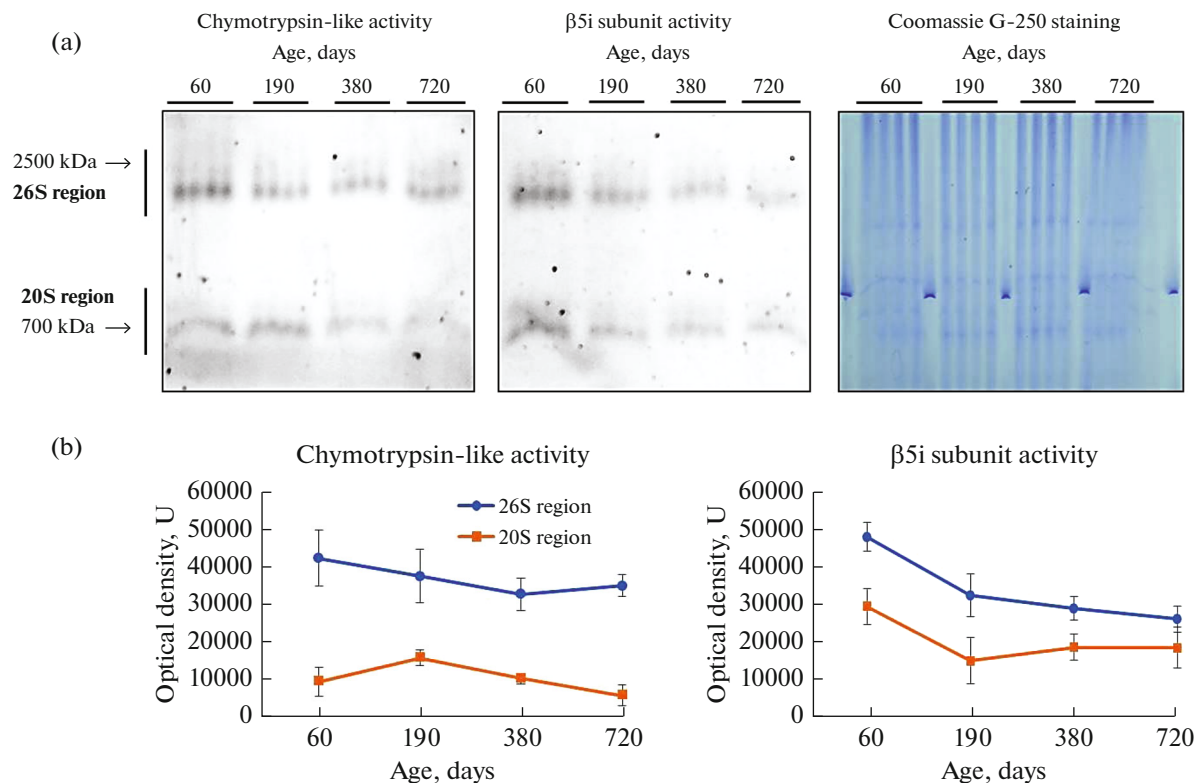 (a)
Chymotrypsin-like activity
Age, days
60 190 380 720
β5i subunit activity
Age, days
60 190 380 720
Coomassie G-250 staining
Age, days
60 190 380 720
2500 kDa →
26S region
20S region
700 kDa →
(b)
Chymotrypsin-like activity
Optical density, U
60000
50000
40000
30000
20000
10000
0
26S region
20S region
60 190 380 720
Age, days
β5i subunit activity
Optical density, U
60000
50000
40000
30000
20000
10000
0
60 190 380 720
Age, days